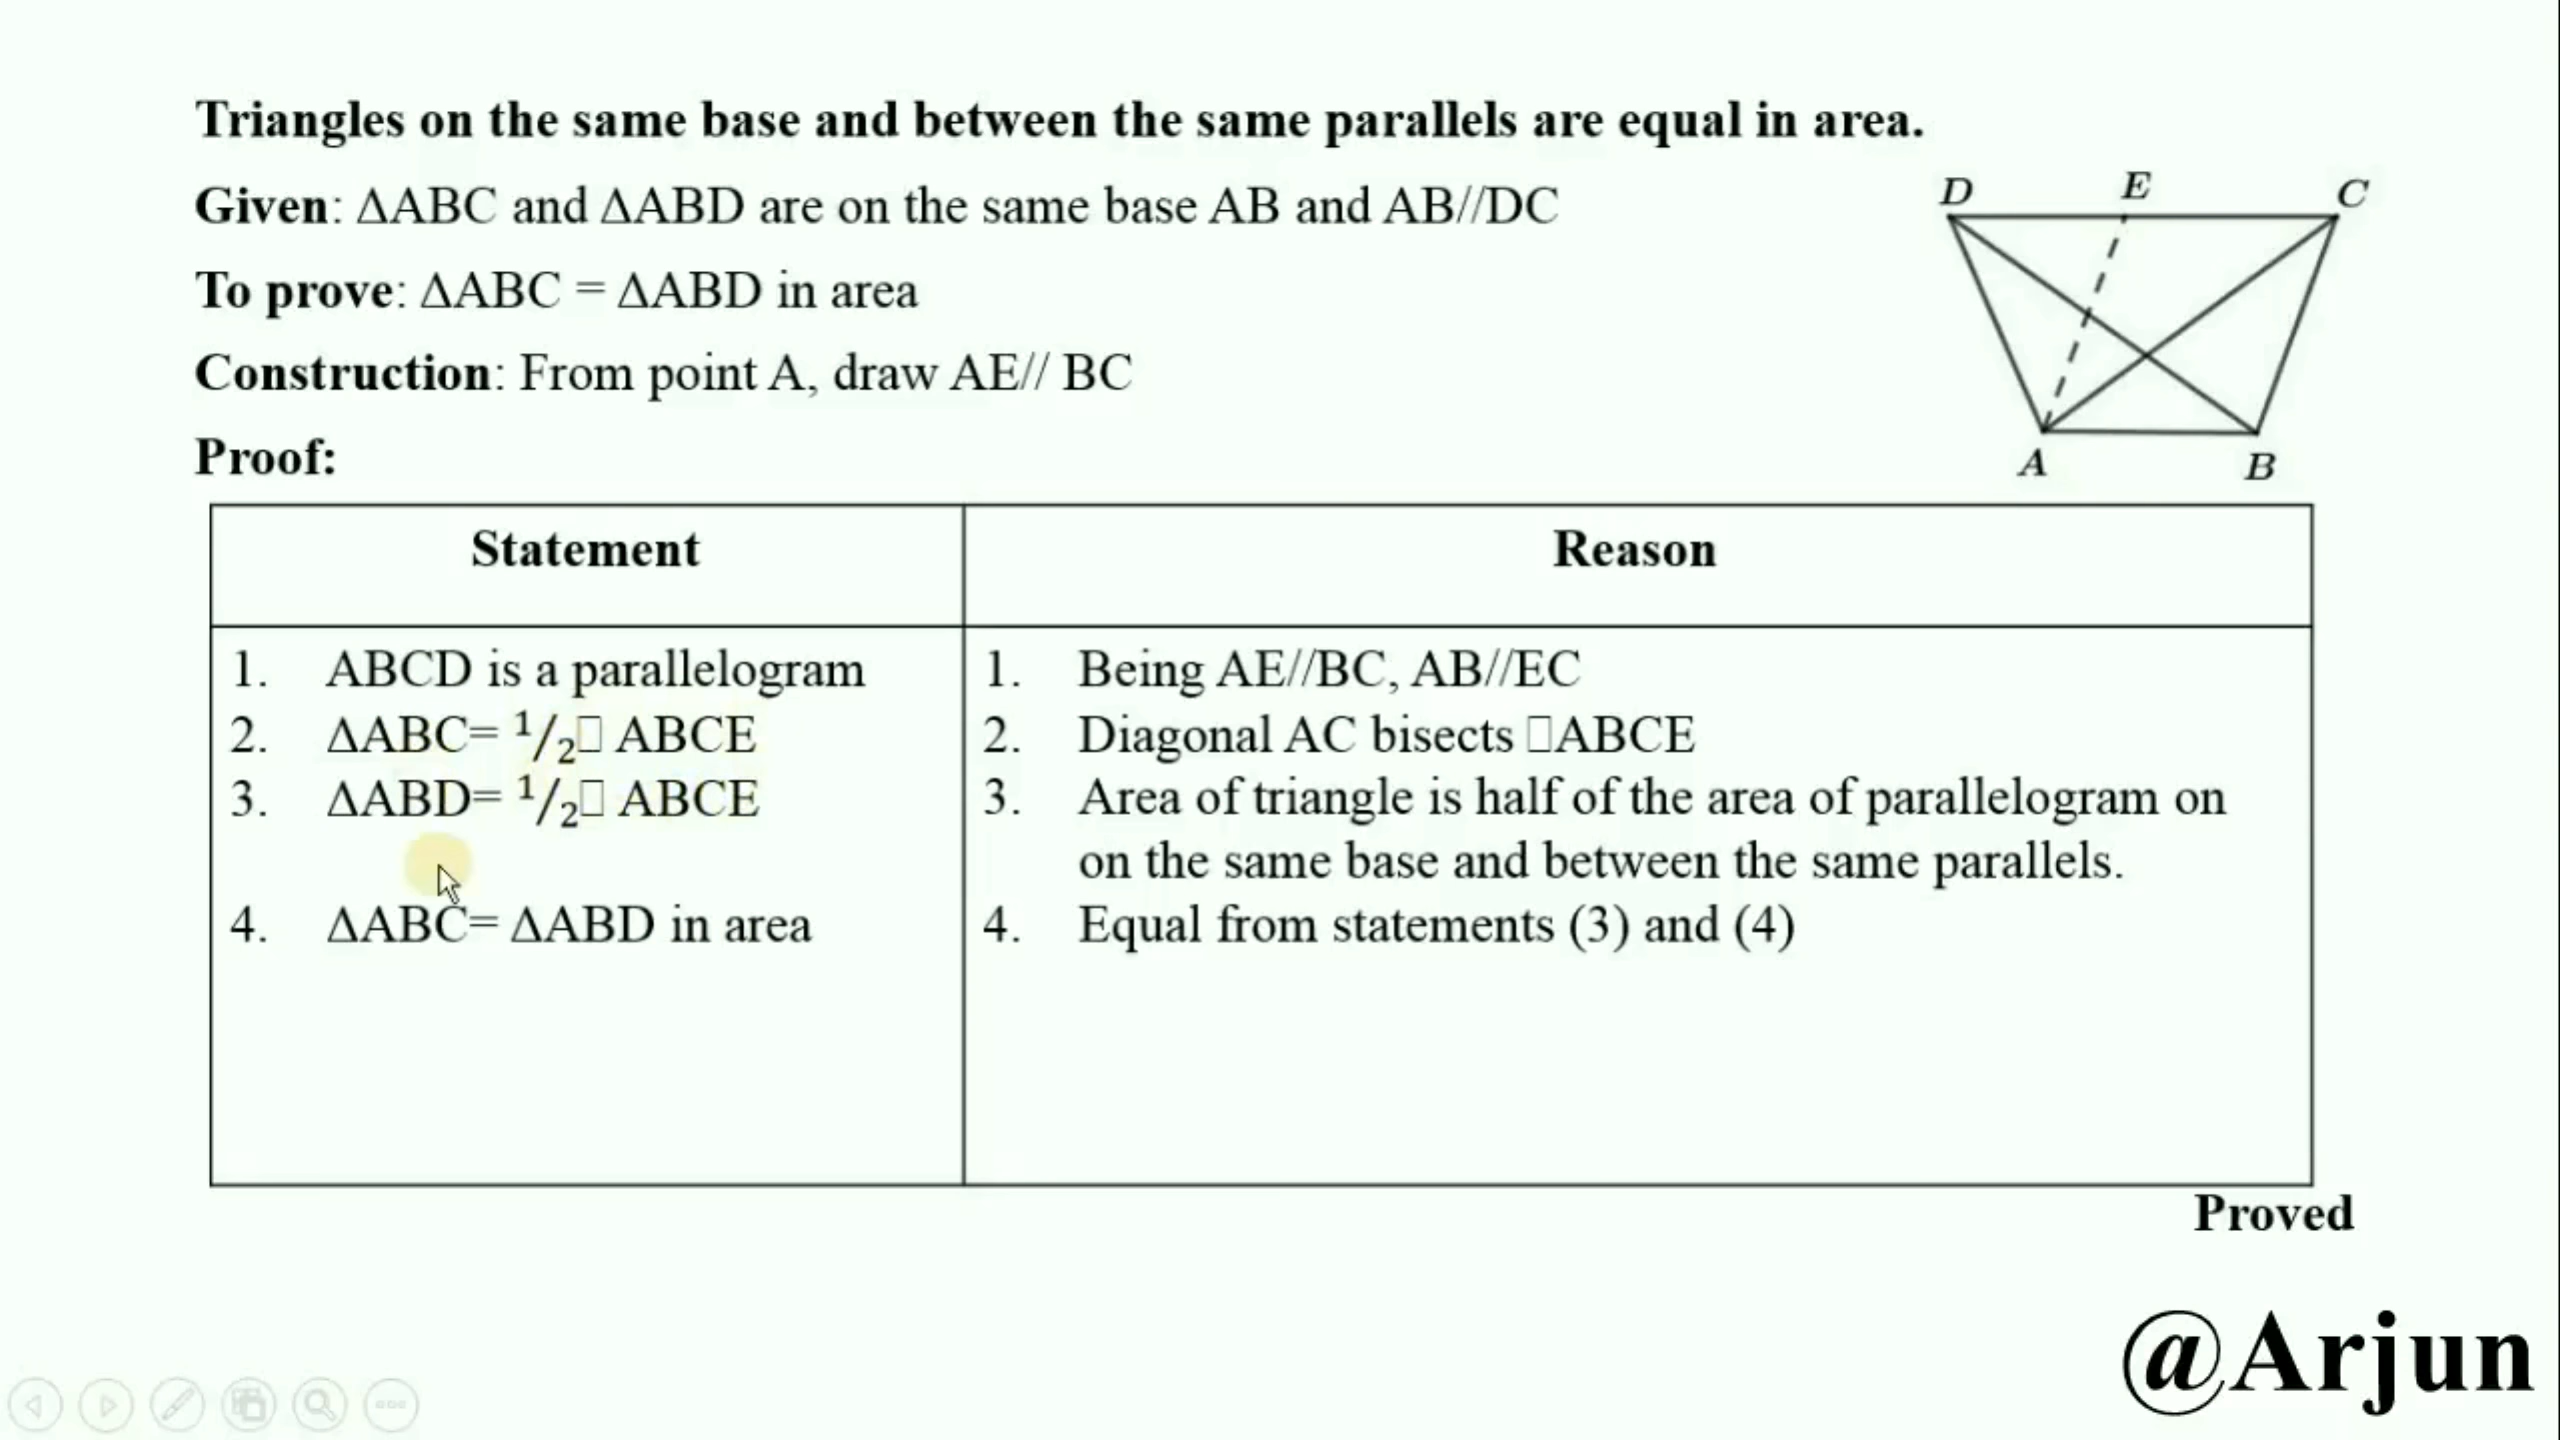 Triangles on the same base and between the same parallels are equal in area.
Given: ΔABC and ΔABD are on the same base AB and AB//DC
To prove: ΔABC = ΔABD in area
Construction: From point A, draw AE// BC
Proof:
D E C
A B
Statement Reason
1. ABCD is a parallelogram 1. Being AE//BC, AB//EC
2. ΔABC= 1/2□ ABCE 2. Diagonal AC bisects □ABCE
3. ΔABD= 1/2□ ABCE 3. Area of triangle is half of the area of parallelogram on
on the same base and between the same parallels.
4. ΔABC= ΔABD in area 4. Equal from statements (3) and (4)
Proved
@Arjun